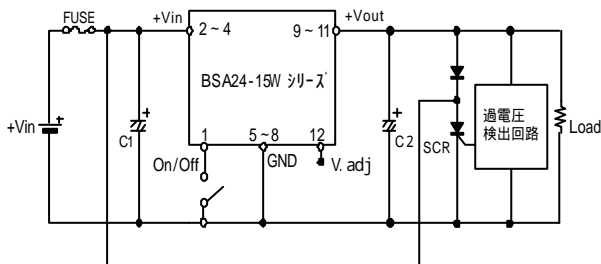 FUSE
+Vin
2~4
9~11
+Vout
BSA24-15W シリーズ
+Vin
+
+
C1
1
5~8
12
On/Off
GND
V. adj
+
C2
SCR
過電圧
検出回路
Load